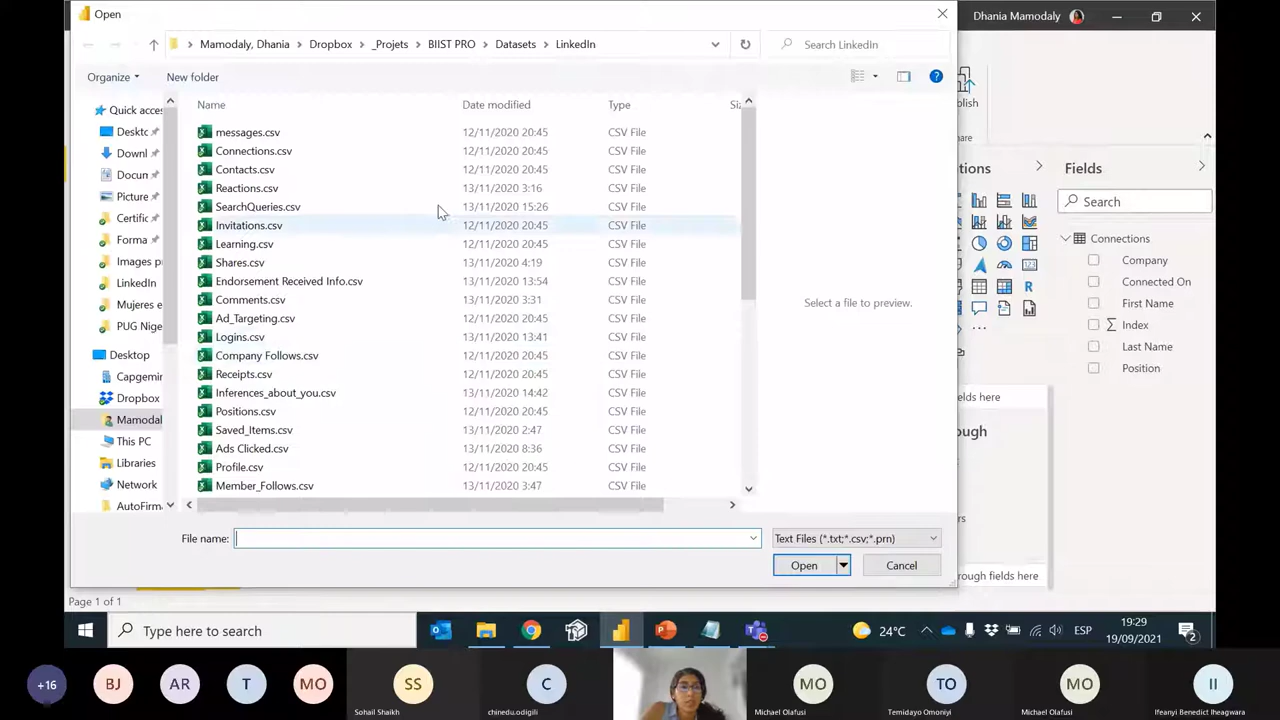 Open
Dhania Mamodaly
Mamodaly, Dhania
Dropbox
_Projets
BIIST PRO
Datasets
LinkedIn
Search LinkedIn
Organize
New folder
Name
Date modified
Type
Quick acces
Deskto
messages.csv 12/11/2020 20:45 CSV File
Downl
Connections.csv 12/11/2020 20:45 CSV File
Docum
Contacts.csv 12/11/2020 20:45 CSV File
Picture
Reactions.csv 13/11/2020 3:16 CSV File
Certific
SearchQueries.csv 13/11/2020 15:26 CSV File
Forma
Invitations.csv 12/11/2020 20:45 CSV File
Images p
Learning.csv 12/11/2020 20:45 CSV File
LinkedIn
Shares.csv 13/11/2020 4:19 CSV File
Mujeres e
Endorsement Received Info.csv 13/11/2020 13:54 CSV File
PUG Nige
Comments.csv 13/11/2020 3:31 CSV File
Desktop
Ad_Targeting.csv 12/11/2020 20:45 CSV File
Capgemin
Logins.csv 13/11/2020 13:41 CSV File
Dropbox
Company Follows.csv 12/11/2020 20:45 CSV File
Mamodal
Receipts.csv 12/11/2020 20:45 CSV File
This PC
Inferences_about_you.csv 13/11/2020 14:42 CSV File
Libraries
Positions.csv 12/11/2020 20:45 CSV File
Network
Saved_Items.csv 13/11/2020 2:47 CSV File
AutoFirm
Ads Clicked.csv 13/11/2020 8:36 CSV File
Profile.csv 12/11/2020 20:45 CSV File
Member_Follows.csv 13/11/2020 3:47 CSV File
Select a file to preview.
File name:
Text Files (*.txt;*.csv;*.prn)
Open
Cancel
blish
are
tions
Fields
Search
Connections
Company
Connected On
First Name
Index
Last Name
Position
R
elds here
rough
rs
rough fields here
Page 1 of 1
Type here to search
24°C
ESP
19:29
19/09/2021
2
+16
BJ
AR
T
MO
SS
Sohail Shaikh
C
chinedu.odigili
MO
Michael Olafusi
TO
Temidayo Omoniyi
MO
Michael Olafusi
II
Ifeanyi Benedict Iheagwara